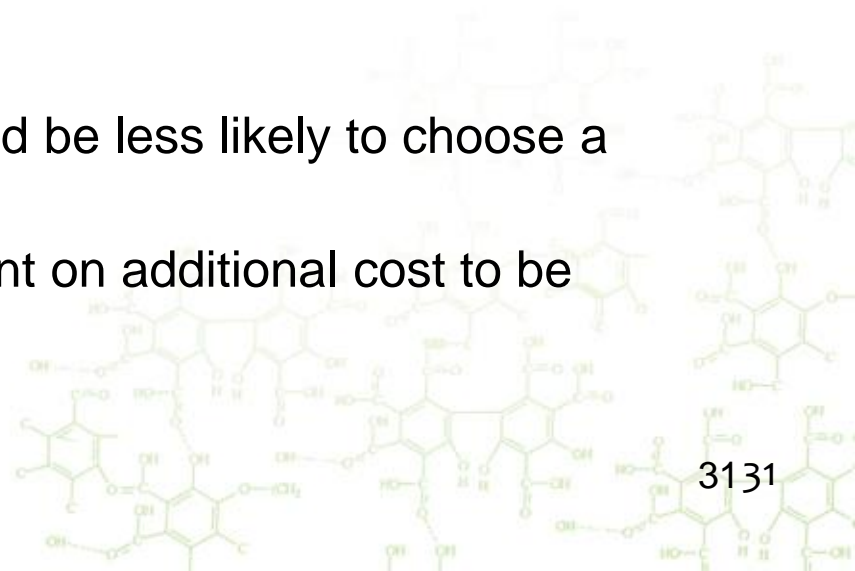 d be less likely to choose a
nt on additional cost to be
3131